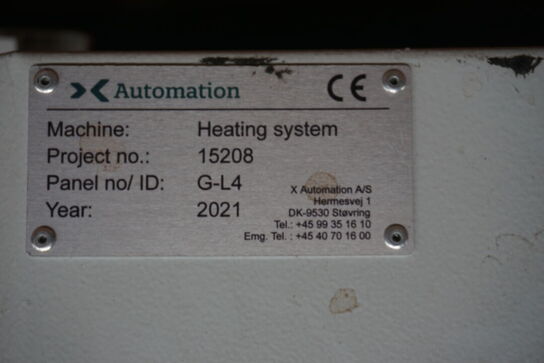 Automation CE
Machine: Heating system
Project no.: 15208
Panel no/ ID: G-L4
Year: 2021
X Automation A/S
Hermesvej 1
DK-9530 Støvring
Tel.: +45 99 35 16 10
Emg. Tel. : +45 40 70 16 00